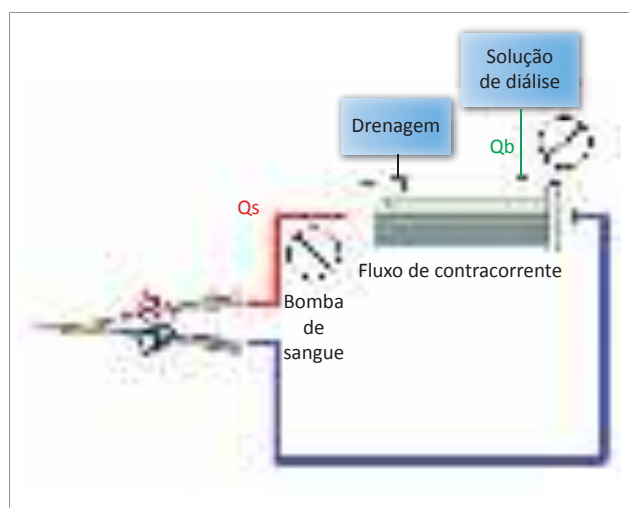 Solução
de diálise
Drenagem
Qb
Qs
Fluxo de contracorrente
Bomba
de
sangue